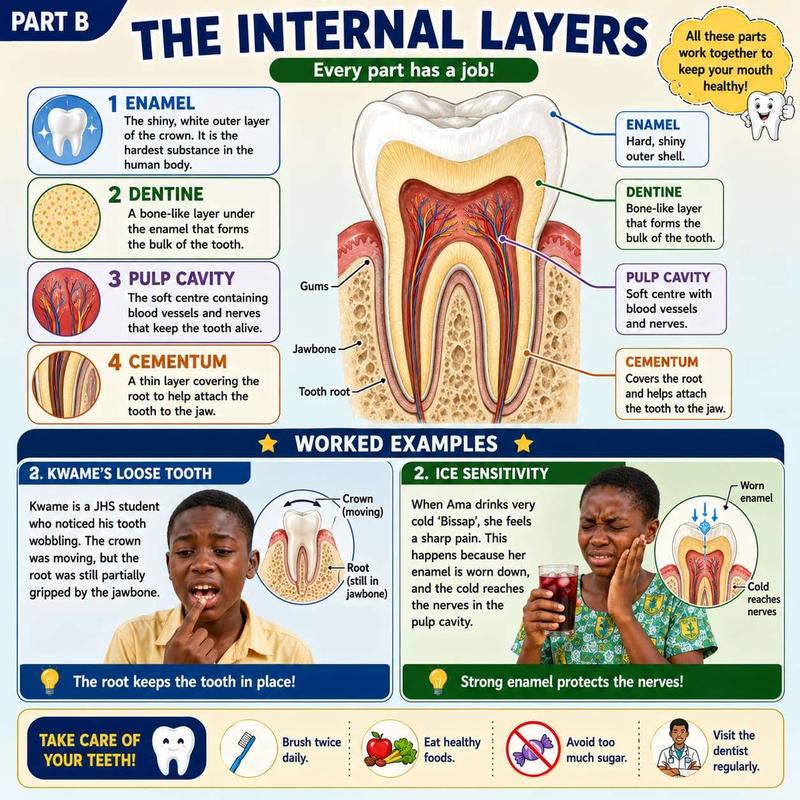 PART B
THE INTERNAL LAYERS
Every part has a job!
All these parts
work together to
keep your mouth
healthy!
1 ENAMEL
The shiny, white outer layer
of the crown. It is the
hardest substance in the
human body.
2 DENTINE
A bone-like layer under
the enamel that forms
the bulk of the tooth.
3 PULP CAVITY
The soft centre containing
blood vessels and nerves
that keep the tooth alive.
4 CEMENTUM
A thin layer covering the
root to help attach the
tooth to the jaw.
Gums
Jawbone
Tooth root
ENAMEL
Hard, shiny
outer shell.
DENTINE
Bone-like layer
that forms the
bulk of the tooth.
PULP CAVITY
Soft centre with
blood vessels
and nerves.
CEMENTUM
Covers the root
and helps attach
the tooth to the jaw.
WORKED EXAMPLES
2. KWAME'S LOOSE TOOTH
Kwame is a JHS student
who noticed his tooth
wobbling. The crown
was moving, but the
root was still partially
gripped by the jawbone.
Crown
(moving)
Root
(still in
jawbone)
The root keeps the tooth in place!
2. ICE SENSITIVITY
When Ama drinks very
cold 'Bissap', she feels
a sharp pain. This
happens because her
enamel is worn down,
and the cold reaches
the nerves in the
pulp cavity.
Worn
enamel
Cold
reaches
nerves
Strong enamel protects the nerves!
TAKE CARE OF
YOUR TEETH!
Brush twice
daily.
Eat healthy
foods.
Avoid too
much sugar.
Visit the
dentist
regularly.